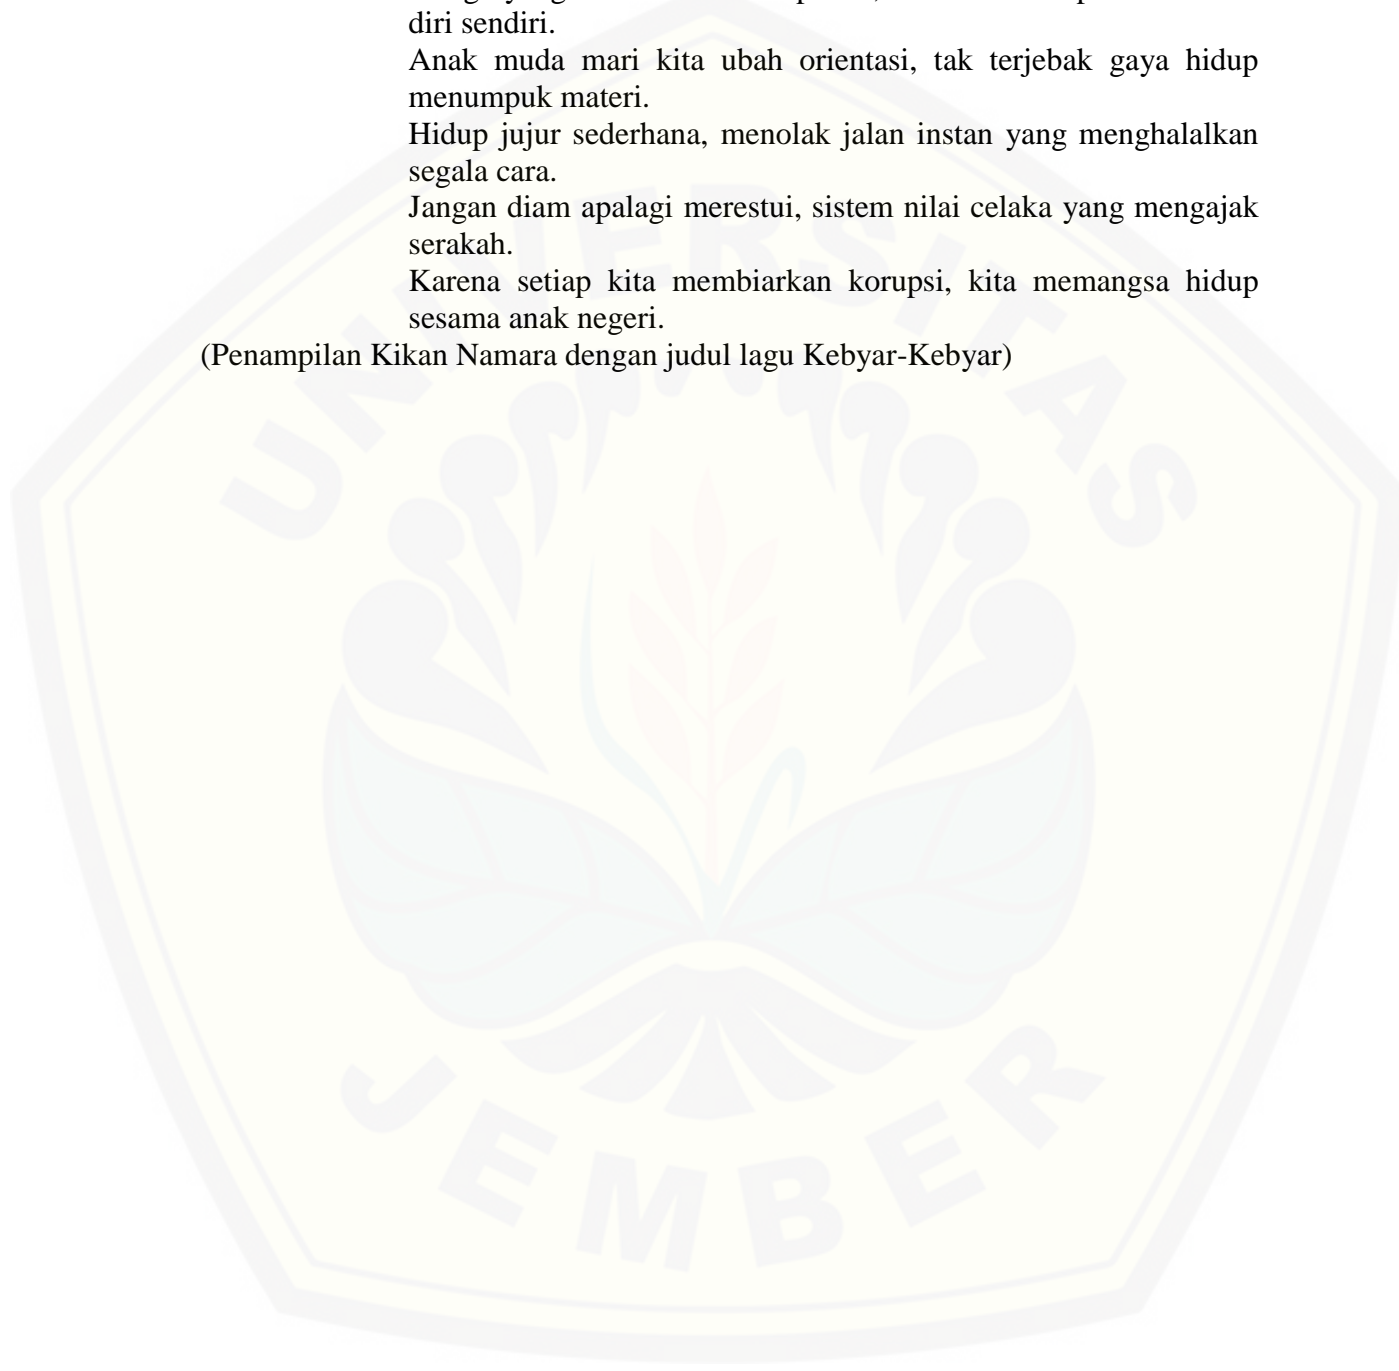 diri sendiri.
Anak muda mari kita ubah orientasi, tak terjebak gaya hidup
menumpuk materi.
Hidup jujur sederhana, menolak jalan instan yang menghalalkan
segala cara.
Jangan diam apalagi merestui, sistem nilai celaka yang mengajak
serakah.
Karena setiap kita membiarkan korupsi, kita memangsa hidup
sesama anak negeri.
(Penampilan Kikan Namara dengan judul lagu Kebyar-Kebyar)
UNIVERSITAS
JEMBER